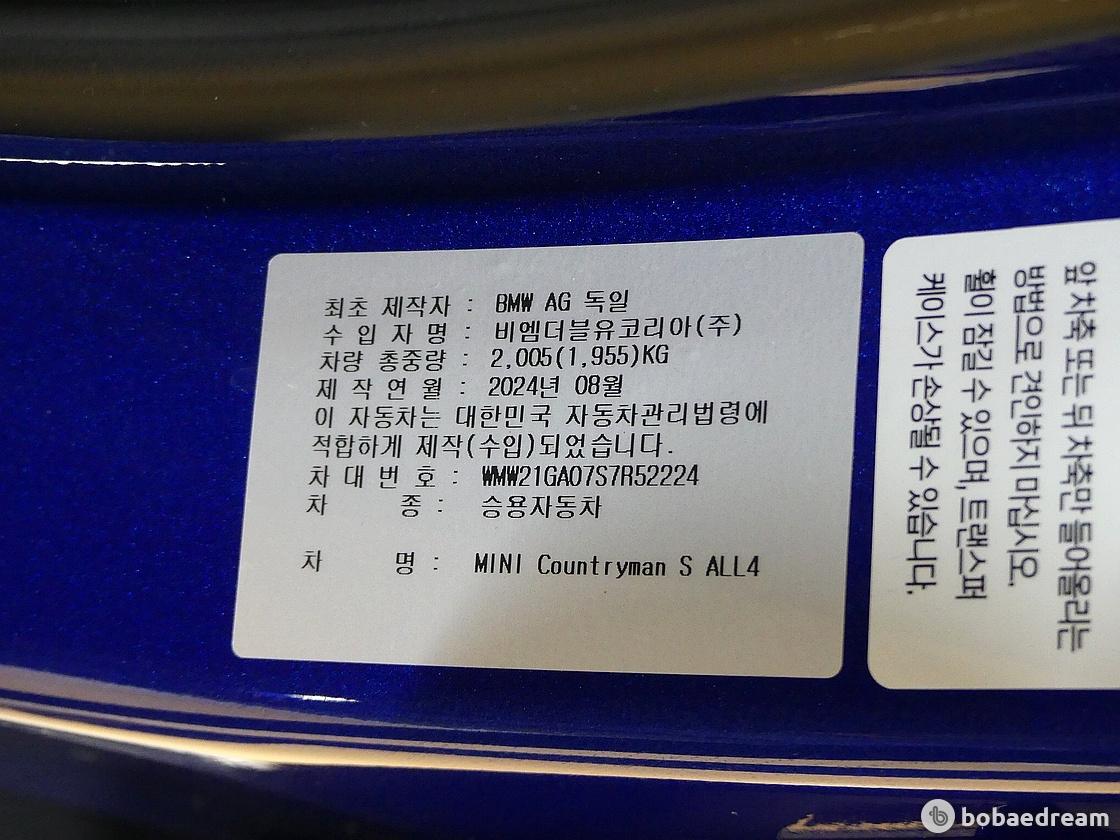 최초 제작자 : BMW AG 독일
수 입 자 명 : 비엠더블유코리아(주)
차량 총중량 : 2,005(1,955)KG
제 작 연 월 : 2024년 08월
이 자동차는 대한민국 자동차관리법령에
적합하게 제작(수입)되었습니다.
차 대 번 호 : WMW21GA07S7R52224
차 종 : 승용자동차
차 명 : MINI Countryman S ALL4
앞 차축 또는 뒤 차축만 들어올리는
방법으로 견인하지 마십시오.
휠이 잠길 수 있으며, 트랜스퍼
케이스가 손상될 수 있습니다.
bobaedream